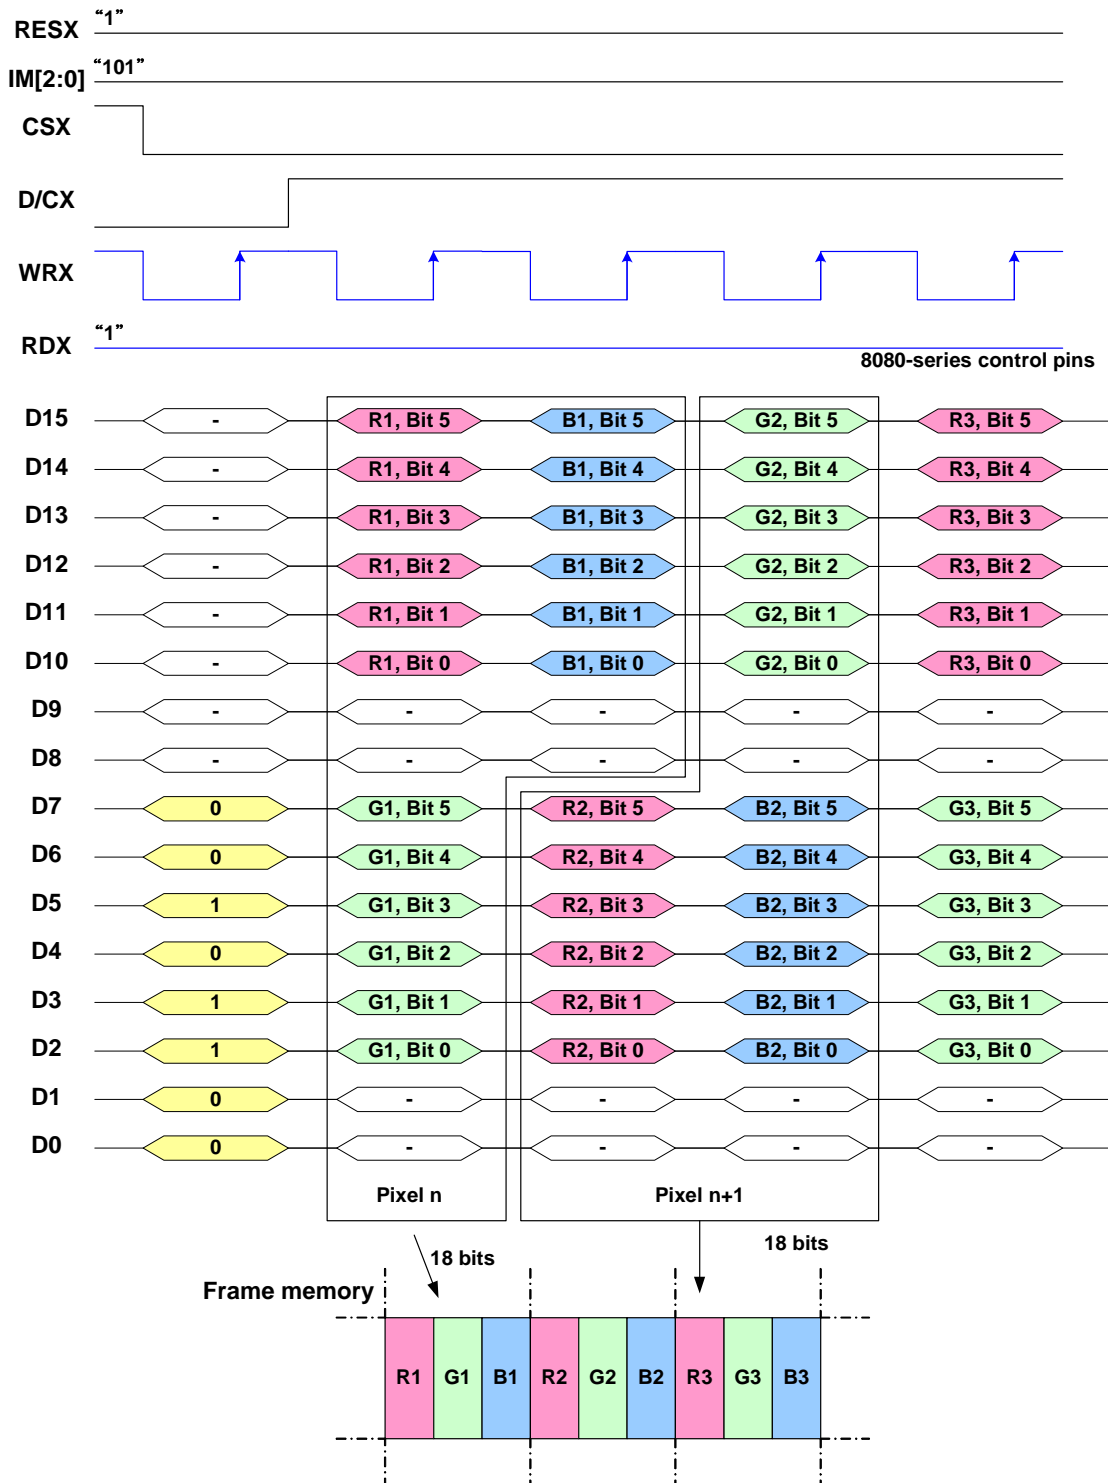 RESX "1"
IM[2:0] "101"
CSX
D/CX
WRX
RDX "1"
8080-series control pins
D15 - R1, Bit 5 B1, Bit 5 G2, Bit 5 R3, Bit 5
D14 - R1, Bit 4 B1, Bit 4 G2, Bit 4 R3, Bit 4
D13 - R1, Bit 3 B1, Bit 3 G2, Bit 3 R3, Bit 3
D12 - R1, Bit 2 B1, Bit 2 G2, Bit 2 R3, Bit 2
D11 - R1, Bit 1 B1, Bit 1 G2, Bit 1 R3, Bit 1
D10 - R1, Bit 0 B1, Bit 0 G2, Bit 0 R3, Bit 0
D9 - - - - -
D8 - - - - -
D7 0 G1, Bit 5 R2, Bit 5 B2, Bit 5 G3, Bit 5
D6 0 G1, Bit 4 R2, Bit 4 B2, Bit 4 G3, Bit 4
D5 1 G1, Bit 3 R2, Bit 3 B2, Bit 3 G3, Bit 3
D4 0 G1, Bit 2 R2, Bit 2 B2, Bit 2 G3, Bit 2
D3 1 G1, Bit 1 R2, Bit 1 B2, Bit 1 G3, Bit 1
D2 1 G1, Bit 0 R2, Bit 0 B2, Bit 0 G3, Bit 0
D1 0 - - - -
D0 0 - - - -
Pixel n Pixel n+1
18 bits 18 bits
Frame memory
R1 G1 B1 R2 G2 B2 R3 G3 B3